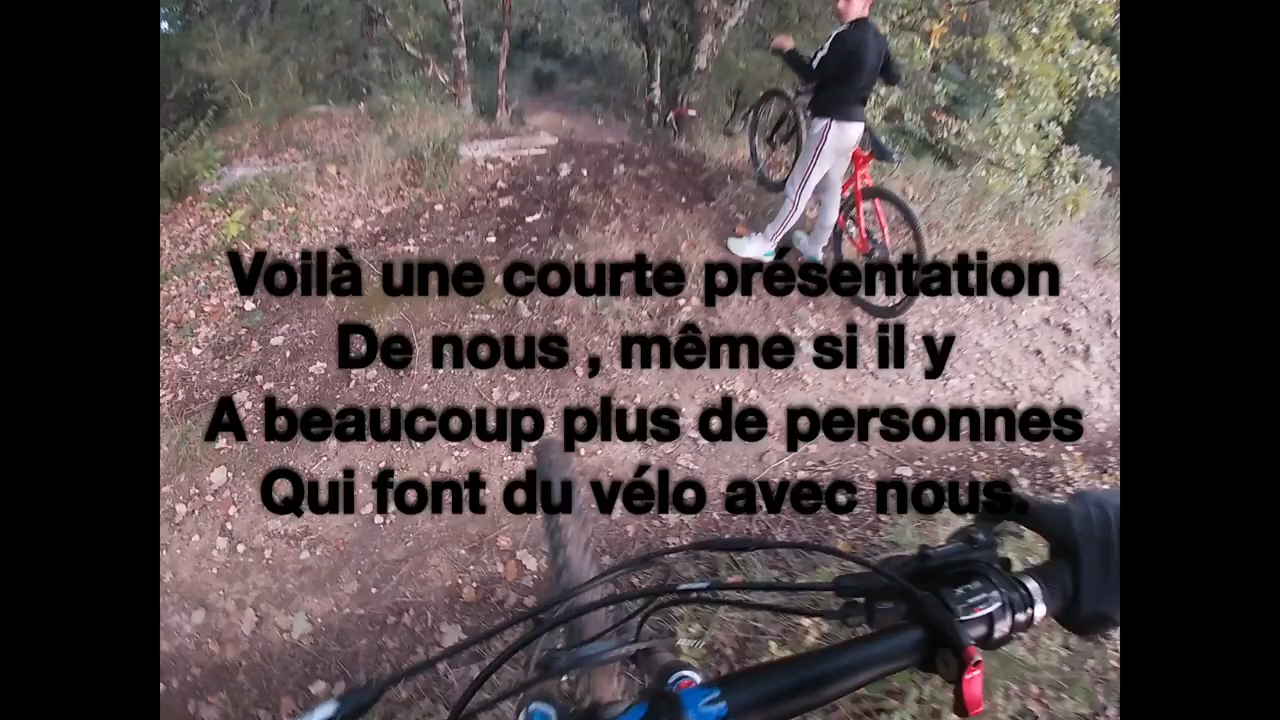 Voilà une courte présentation
De nous , même si il y
A beaucoup plus de personnes
Qui font du vélo avec nous.